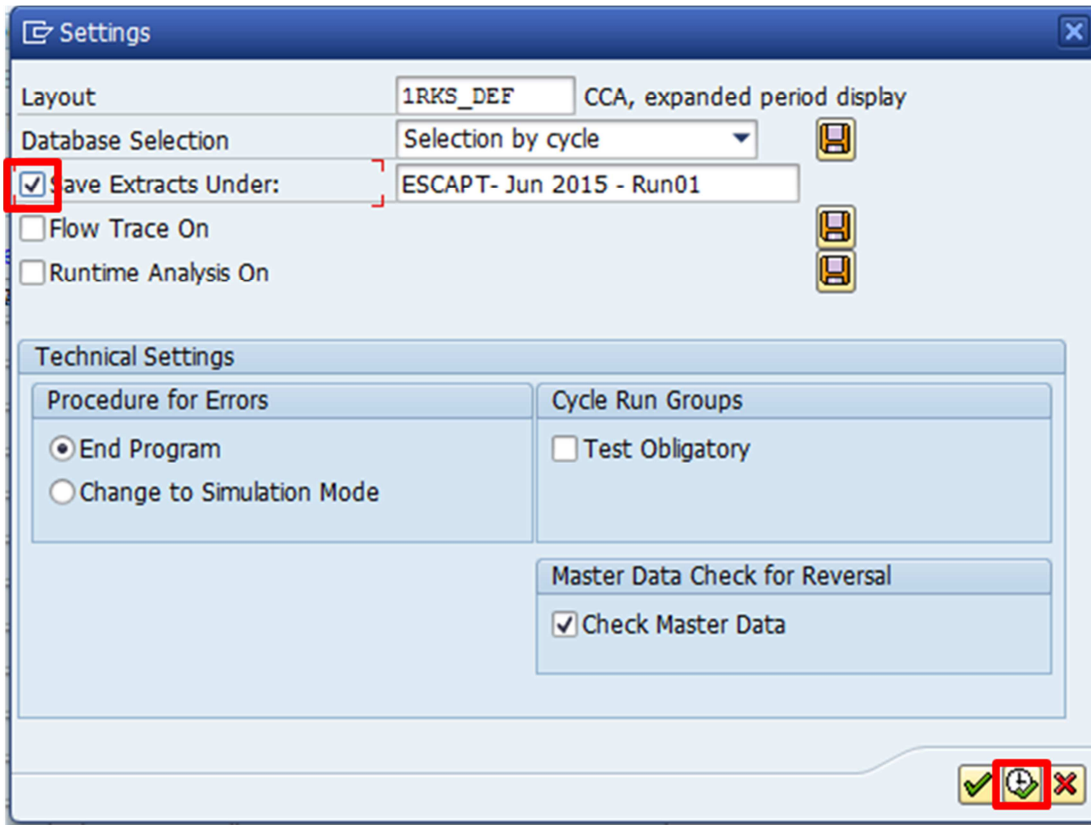 Settings
Layout 1RKS_DEF CCA, expanded period display
Database Selection Selection by cycle
Save Extracts Under: ESCAPT- Jun 2015 - Run01
Flow Trace On
Runtime Analysis On
Technical Settings
Procedure for Errors
End Program
Change to Simulation Mode
Cycle Run Groups
Test Obligatory
Master Data Check for Reversal
Check Master Data